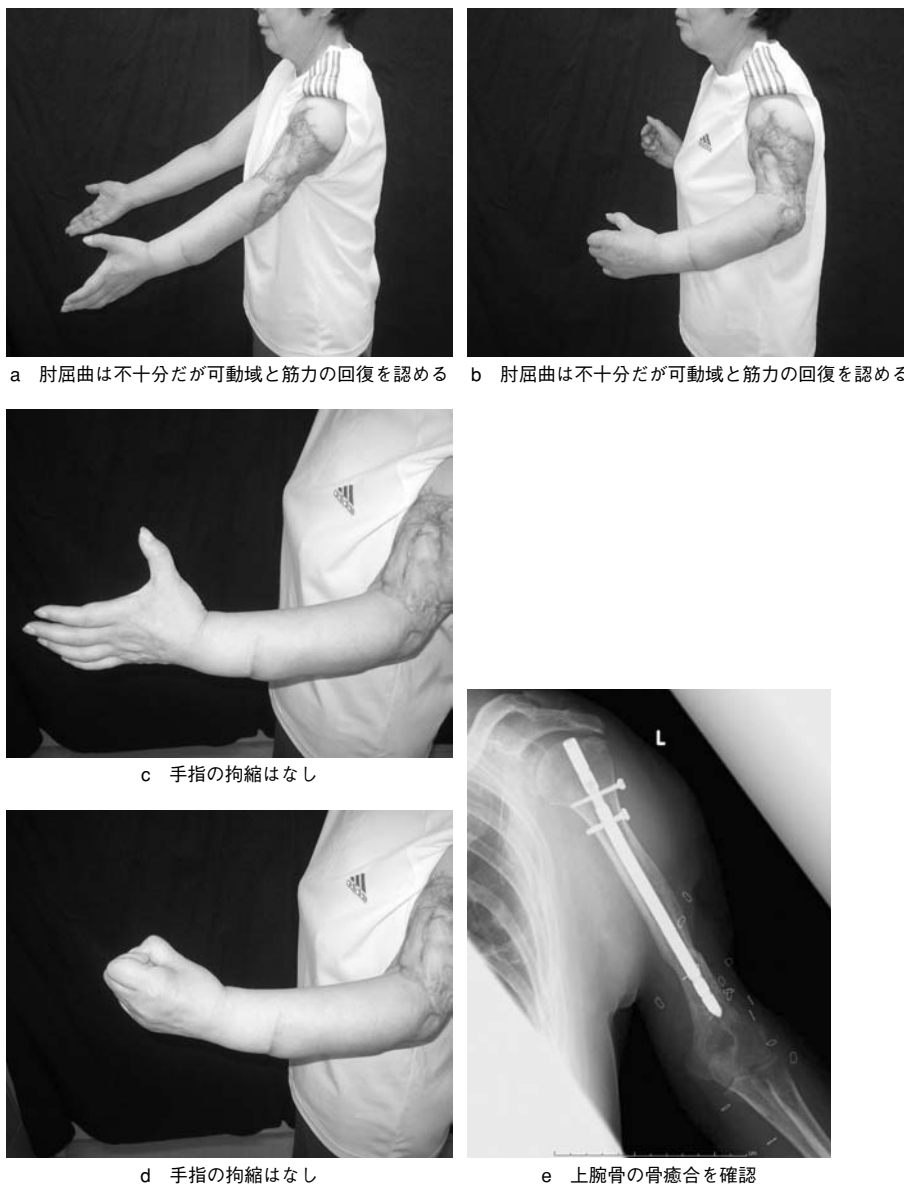 a 肘屈曲は不十分だが可動域と筋力の回復を認める
b 肘屈曲は不十分だが可動域と筋力の回復を認める
c 手指の拘縮はなし
L
d 手指の拘縮はなし
e 上腕骨の骨癒合を確認